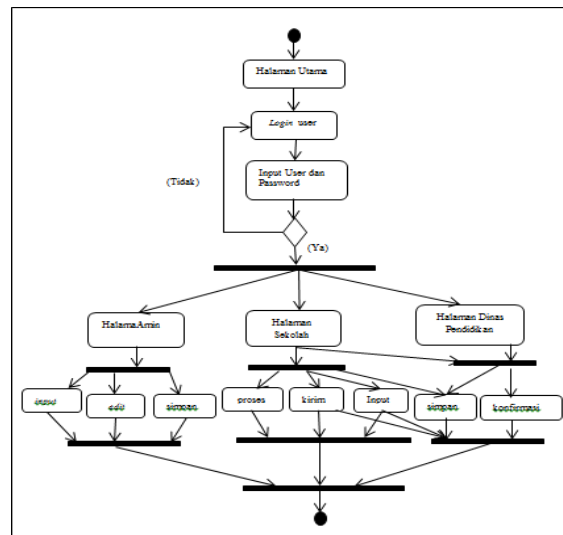 Halaman Utama
Login user
Input User dan
Password
(Tidak)
(Ya)
HalamaAmin
Halaman
Sekolah
Halaman Dinas
Pendidikan
input
edit
simpan
proses
kirim
Input
simpan
konfirmasi